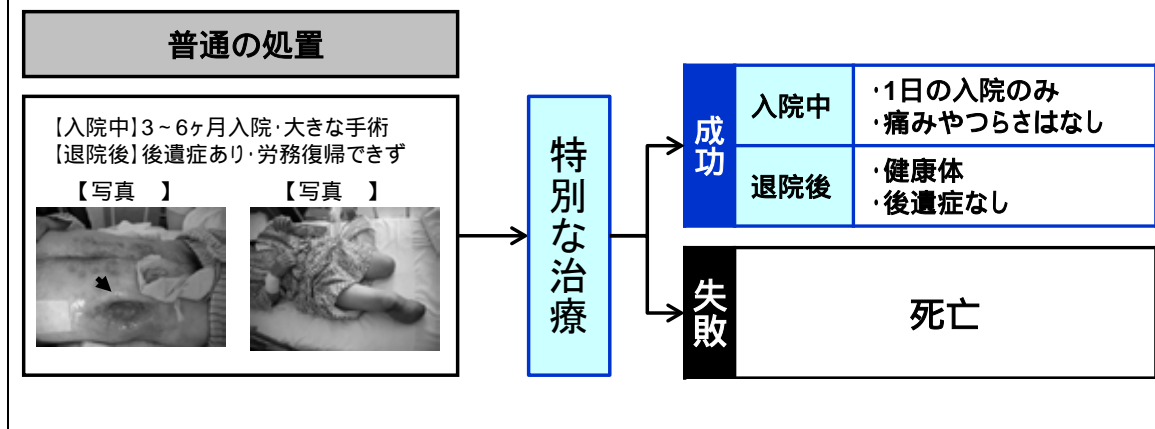 普通の処置
【入院中】3~6ヶ月入院・大きな手術
【退院後】後遺症あり・労務復帰できず
【写真　】
【写真　】
特別な治療
成功
入院中
・1日の入院のみ
・痛みやつらさはなし
退院後
・健康体
・後遺症なし
失敗
死亡